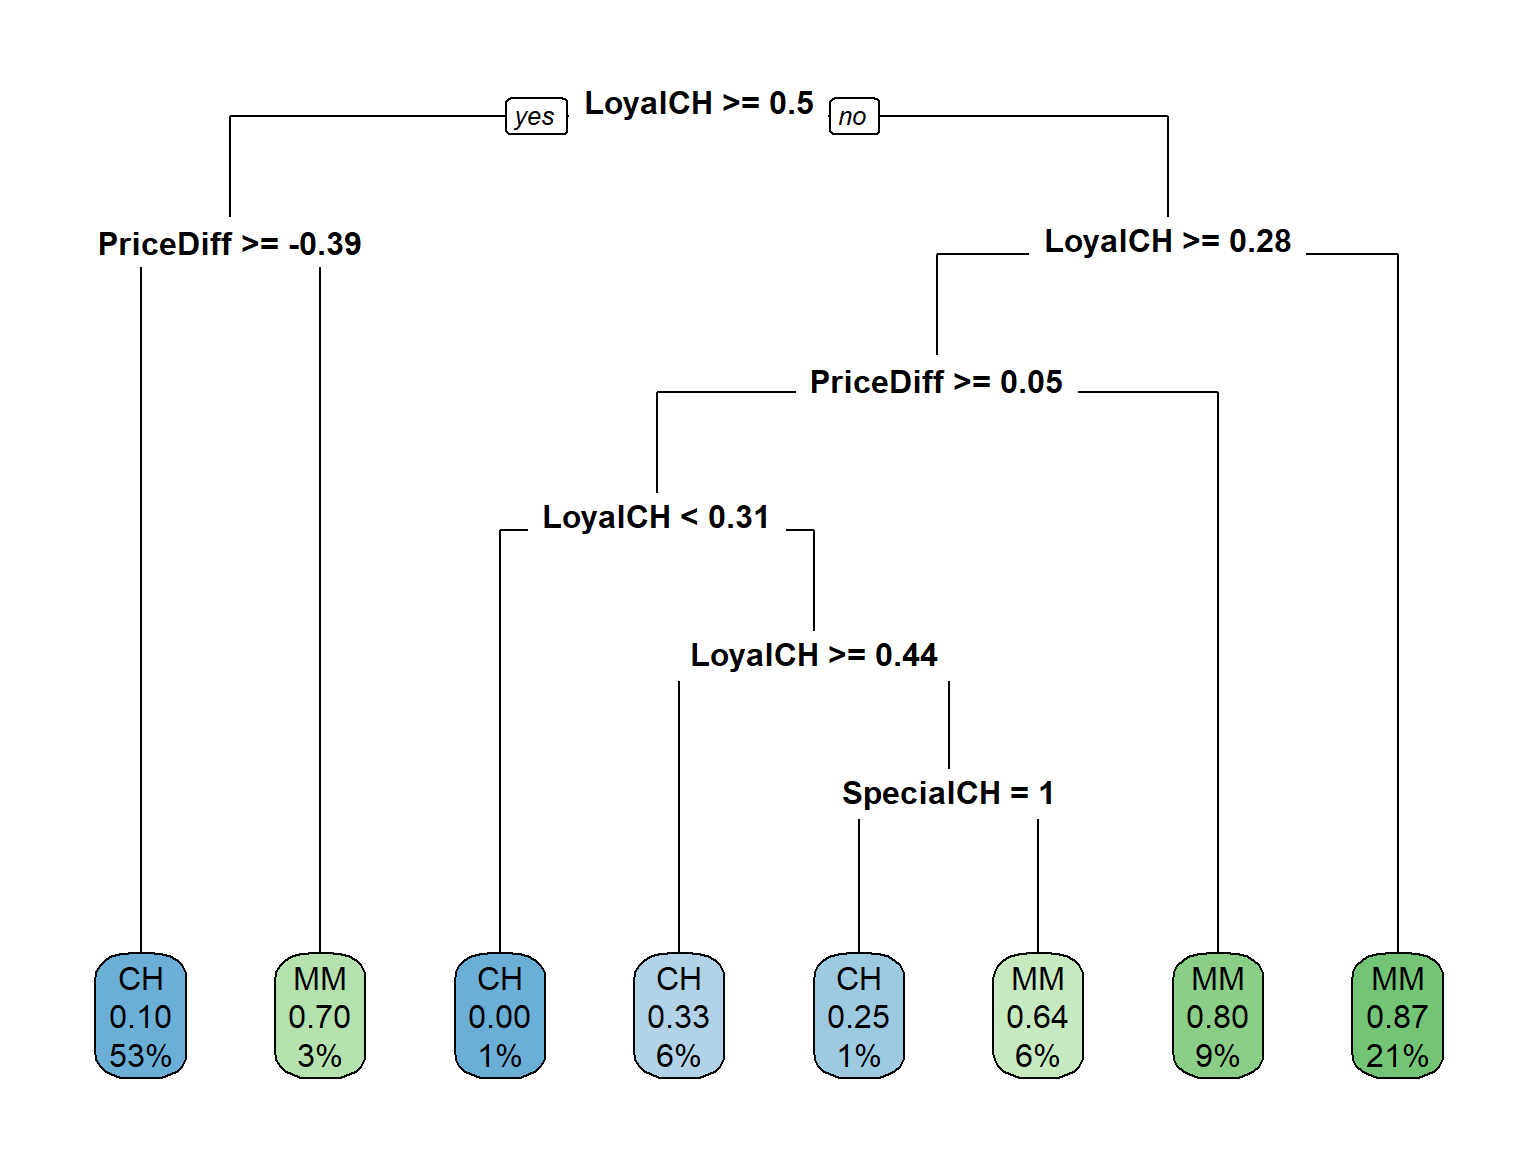 LoyalCH >= 0.5
yes
no
PriceDiff >= -0.39
LoyalCH >= 0.28
PriceDiff >= 0.05
LoyalCH < 0.31
LoyalCH >= 0.44
SpecialCH = 1
CH
0.10
53%
MM
0.70
3%
CH
0.00
1%
CH
0.33
6%
CH
0.25
1%
MM
0.64
6%
MM
0.80
9%
MM
0.87
21%